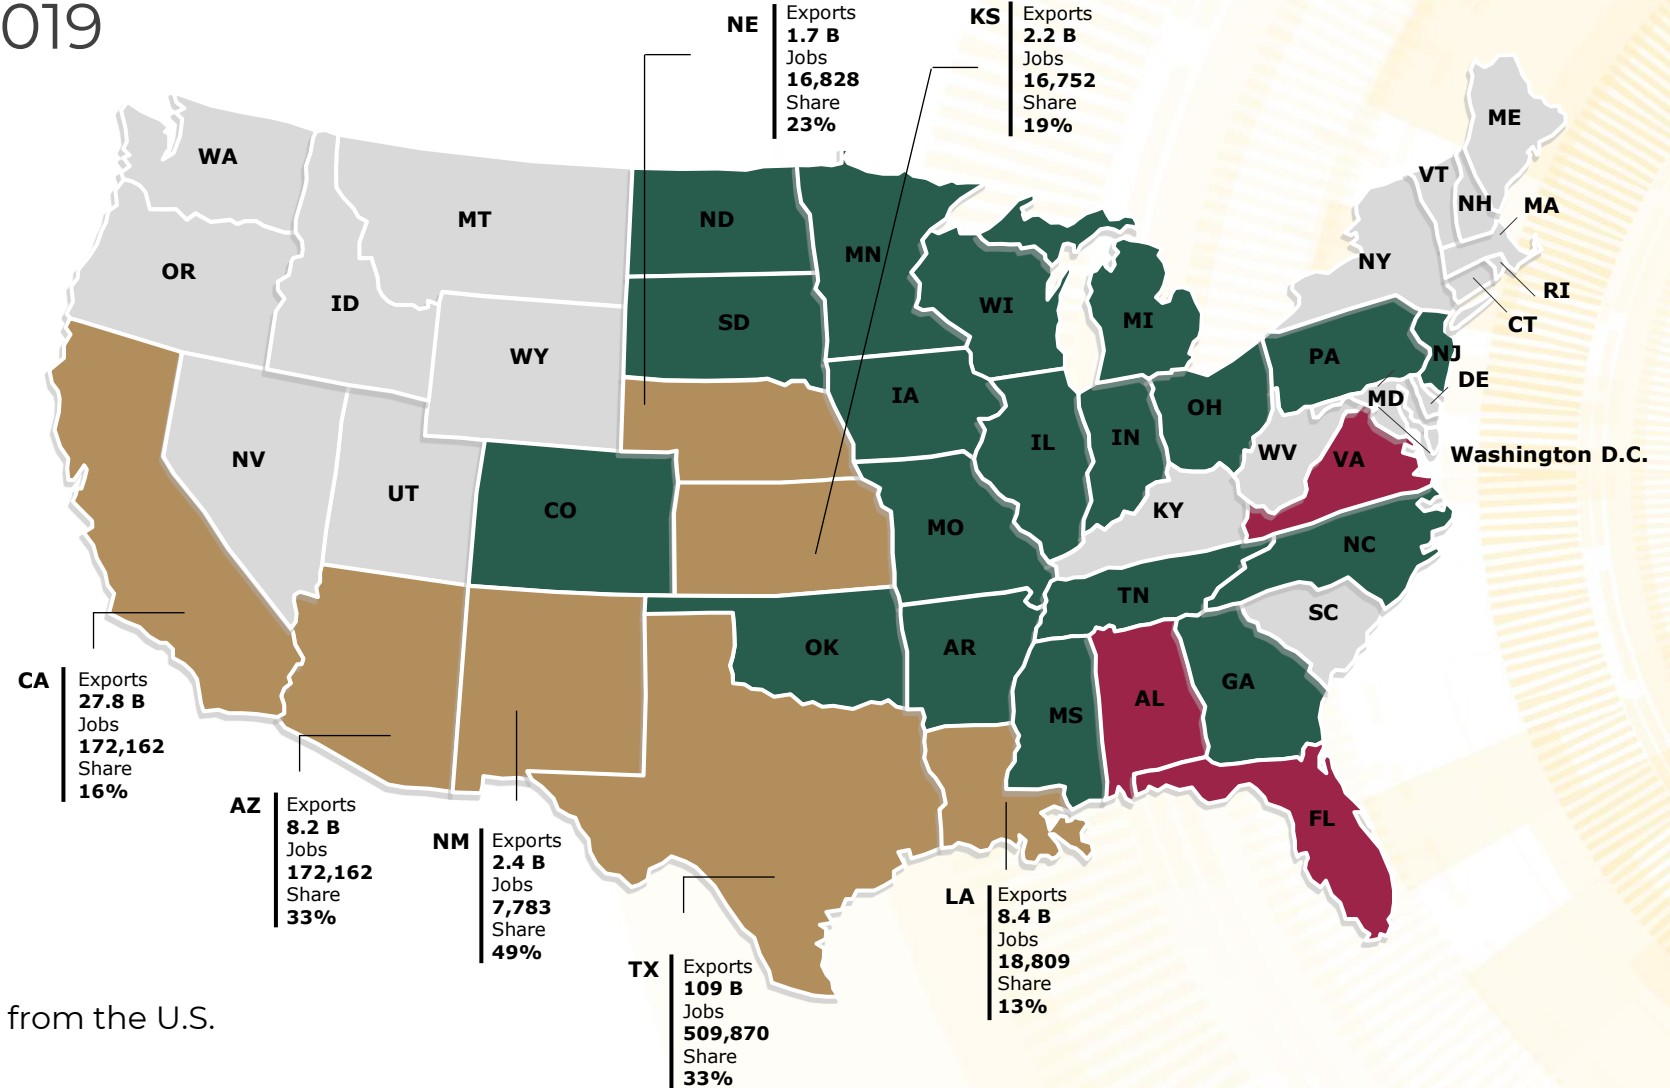 019
NE
Exports
1.7 B
Jobs
16,828
Share
23%
KS
Exports
2.2 B
Jobs
16,752
Share
19%
WA
MT
ND
MN
ME
VT
NH
MA
OR
ID
SD
WI
MI
NY
RI
CT
WY
IA
PA
NJ
DE
MD
NV
UT
CO
IL
IN
OH
WV
VA
Washington D.C.
MO
KY
NC
TN
SC
OK
AR
MS
AL
GA
FL
CA
Exports
27.8 B
Jobs
172,162
Share
16%
AZ
Exports
8.2 B
Jobs
172,162
Share
33%
NM
Exports
2.4 B
Jobs
7,783
Share
49%
TX
Exports
109 B
Jobs
509,870
Share
33%
LA
Exports
8.4 B
Jobs
18,809
Share
13%
from the U.S.